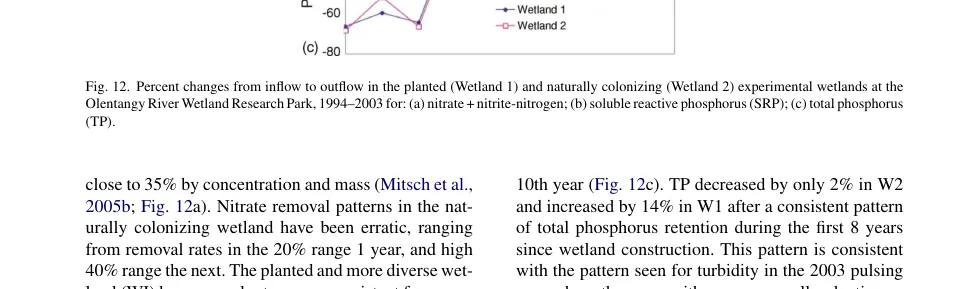 P
-60
Wetland 1
Wetland 2
(c) -80
Fig. 12. Percent changes from inflow to outflow in the planted (Wetland 1) and naturally colonizing (Wetland 2) experimental wetlands at the
Olentangy River Wetland Research Park, 1994–2003 for: (a) nitrate + nitrite-nitrogen; (b) soluble reactive phosphorus (SRP); (c) total phosphorus
(TP).
close to 35% by concentration and mass (Mitsch et al.,
2005b; Fig. 12a). Nitrate removal patterns in the nat-
urally colonizing wetland have been erratic, ranging
from removal rates in the 20% range 1 year, and high
40% range the next. The planted and more diverse wet-
10th year (Fig. 12c). TP decreased by only 2% in W2
and increased by 14% in W1 after a consistent pattern
of total phosphorus retention during the first 8 years
since wetland construction. This pattern is consistent
with the pattern seen for turbidity in the 2003 pulsing